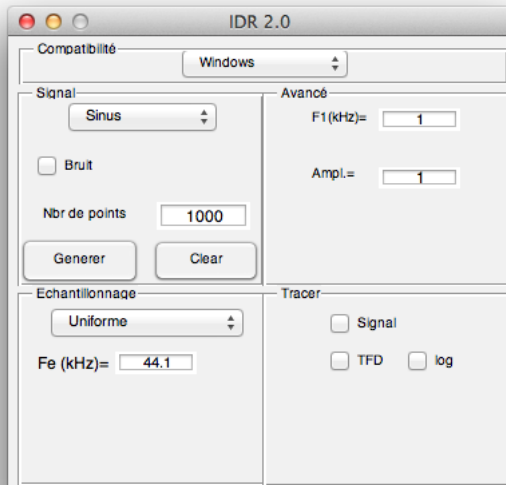 IDR 2.0
Compatibilité
Windows
Signal
Sinus
Bruit
Nbr de points 1000
Generer Clear
Avancé
F1(kHz)= 1
Ampl.= 1
Echantillonnage
Uniforme
Fe (kHz)= 44.1
Tracer
Signal
TFD log